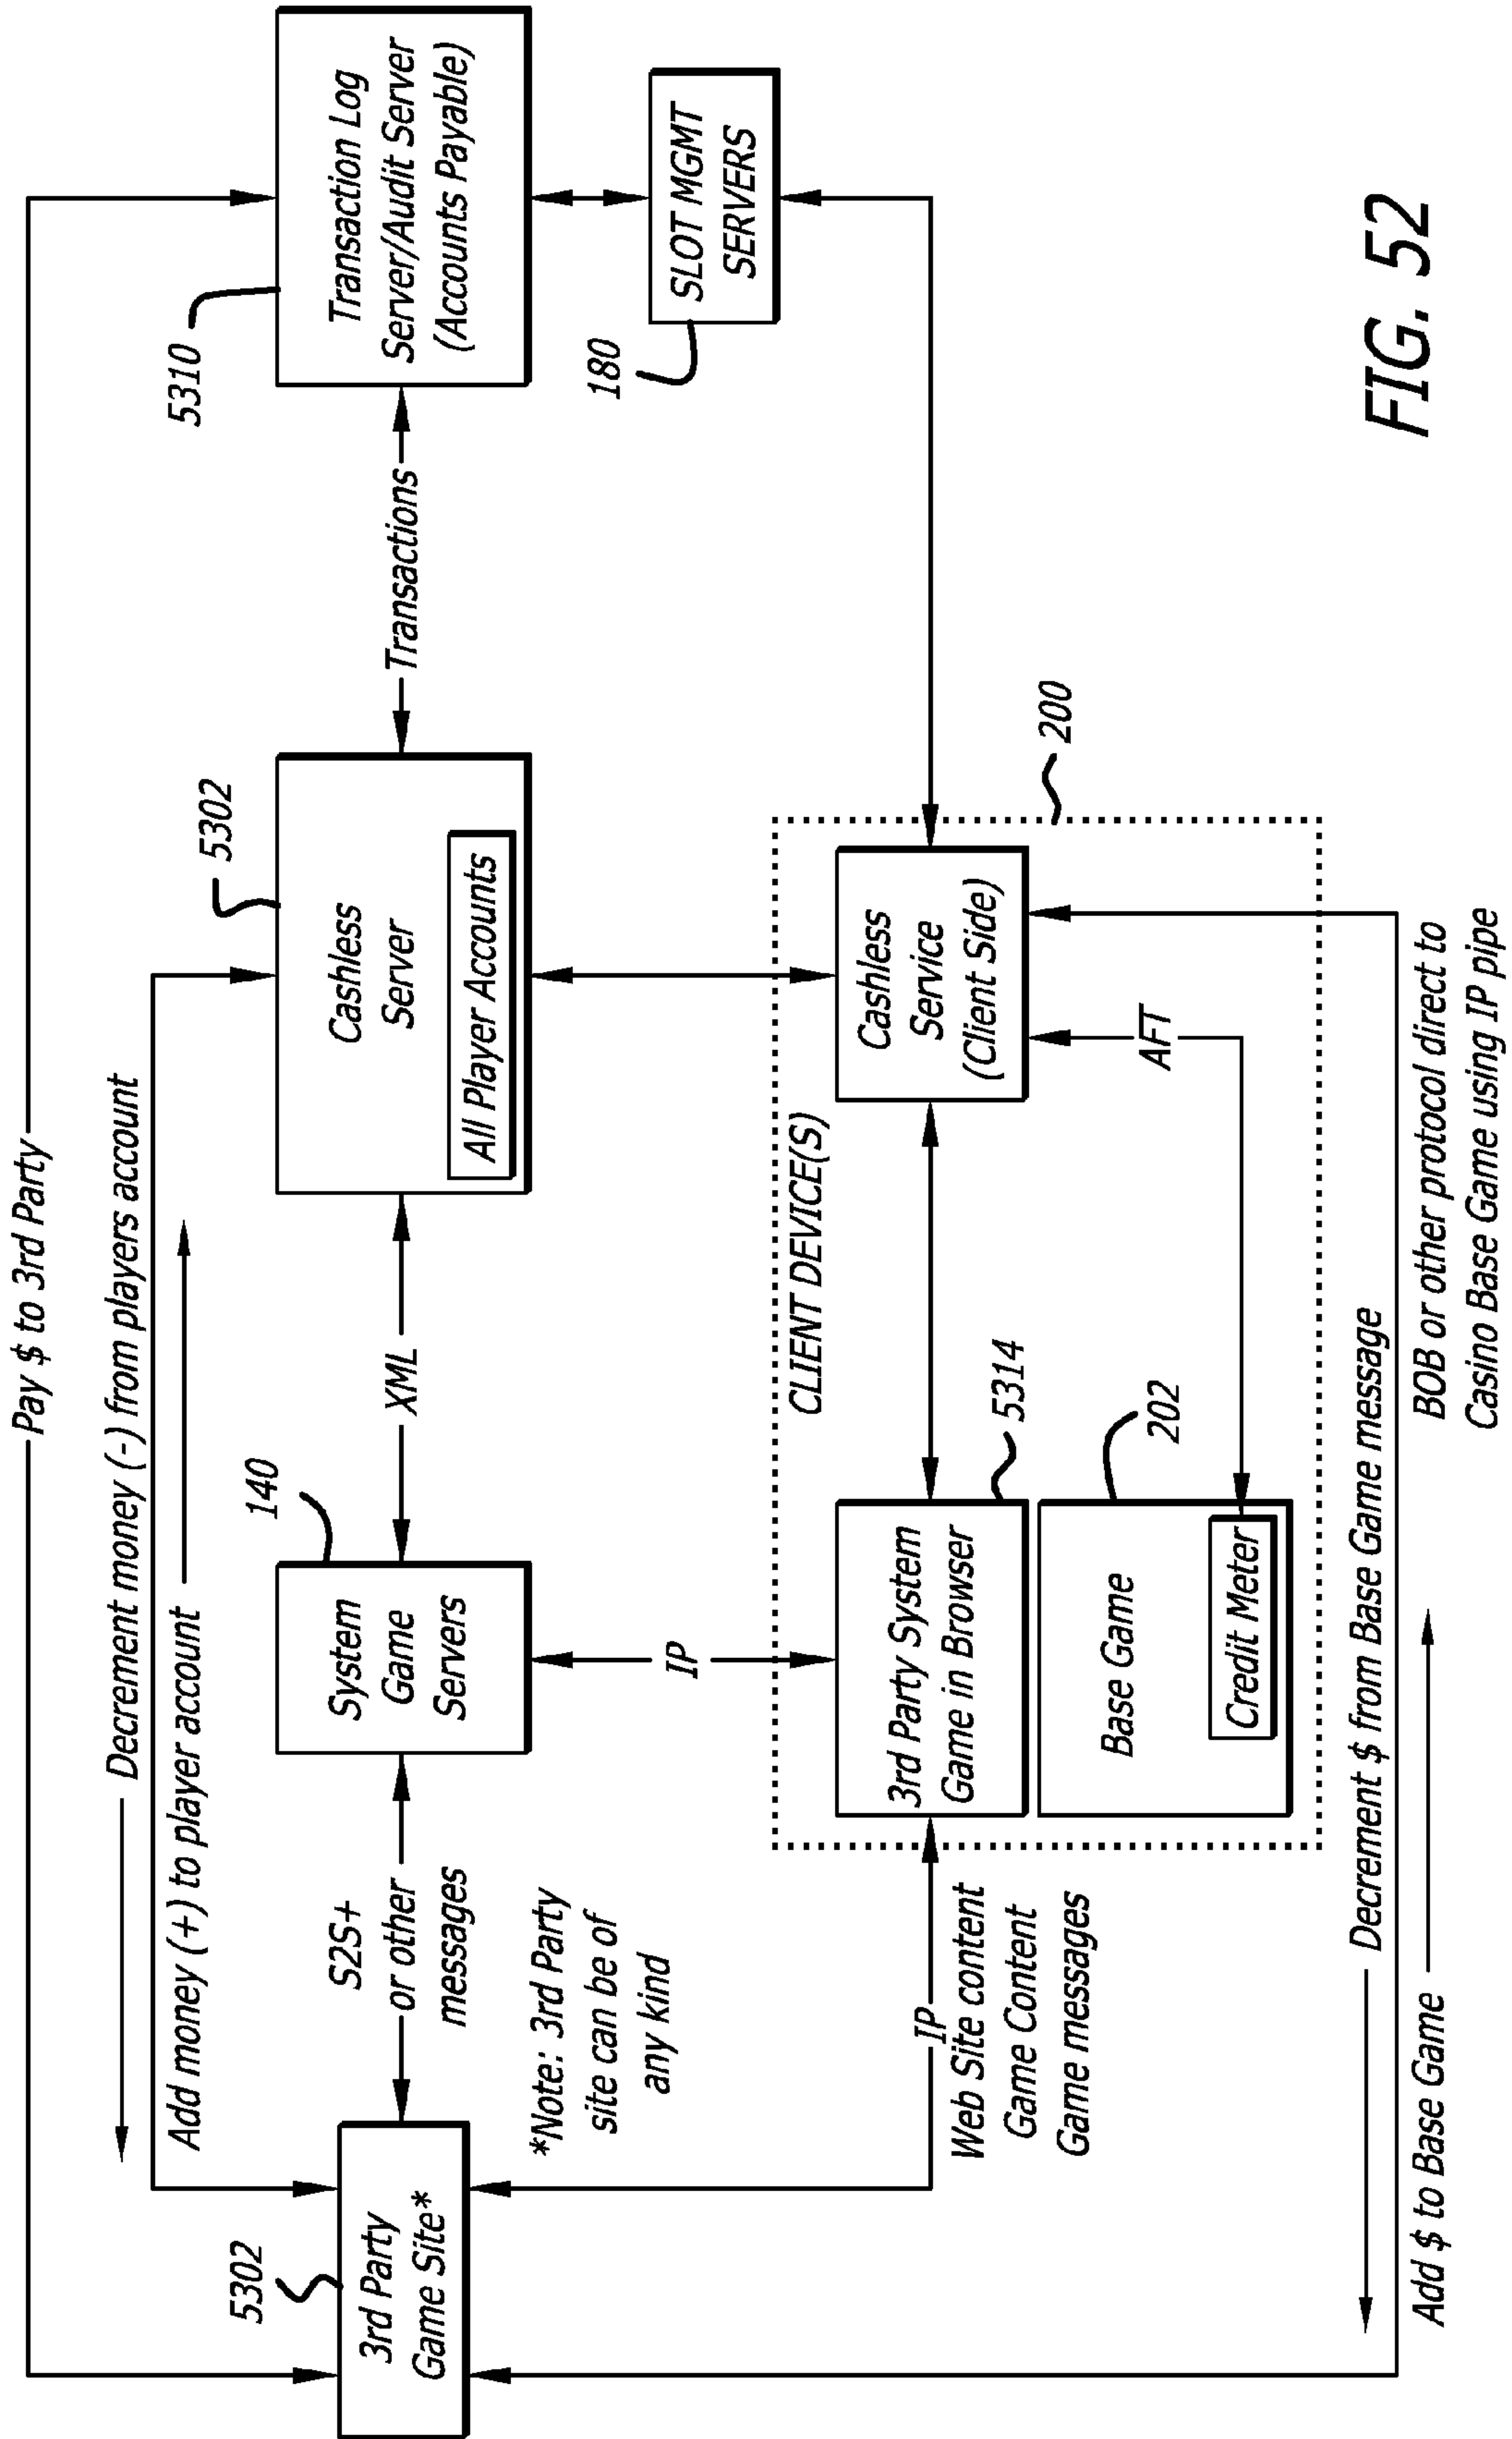 Pay $ to 3rd Party
Decrement money (-) from players account
Add money (+) to player account
5302
3rd Party
Game Site*
S2S+
or other
messages
*Note: 3rd Party
site can be of
any kind
140
System
Game
Servers
XML
5302
Cashless
Server
All Player Accounts
Transactions
5310
Transaction Log
Server/Audit Server
(Accounts Payable)
180
SLOT MGMT
SERVERS
IP
IP
Web Site content
Game Content
Game messages
CLIENT DEVICE(S)
200
3rd Party System
Game in Browser
5314
Cashless
Service
(Client Side)
AFT
Base Game
Credit Meter
202
Decrement $ from Base Game message
Add $ to Base Game
BOB or other protocol direct to
Casino Base Game using IP pipe
FIG. 52